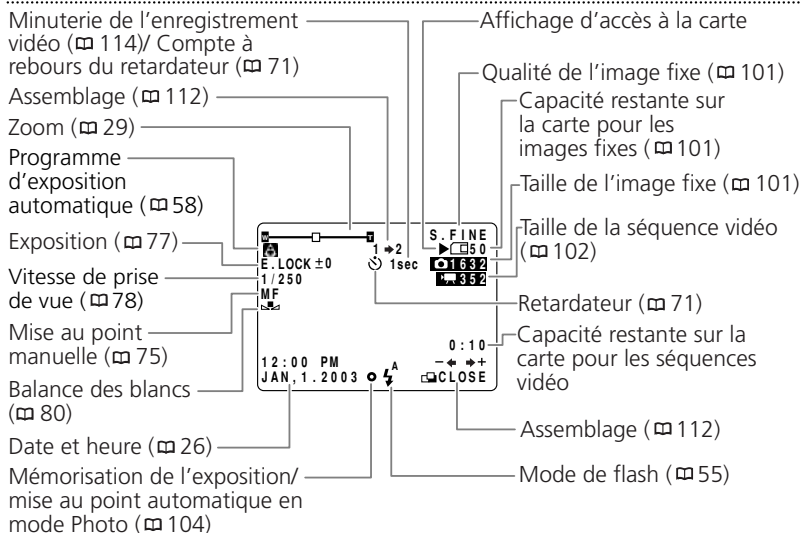 Minuterie de l'enregistrement
vidéo (📖 114)/ Compte à
rebours du retardateur (📖 71)
Assemblage (📖 112)
Zoom (📖 29)
Programme
d'exposition
automatique (📖 58)
Exposition (📖 77)
Vitesse de prise
de vue (📖 78)
Mise au point
manuelle (📖 75)
Balance des blancs
(📖 80)
Date et heure (📖 26)
Mémorisation de l'exposition/
mise au point automatique en
mode Photo (📖 104)
W T
1 ➡ 2
E.LOCK ±0
1sec
1/250
MF
S.FINE
50
1632
352
0:10
– +
12:00 PM
JAN,1.2003
A
CLOSE
Affichage d'accès à la carte
Qualité de l'image fixe (📖 101)
Capacité restante sur
la carte pour les
images fixes (📖 101)
Taille de l'image fixe (📖 101)
Taille de la séquence vidéo
(📖 102)
Retardateur (📖 71)
Capacité restante sur la
carte pour les séquences
vidéo
Assemblage (📖 112)
Mode de flash (📖 55)